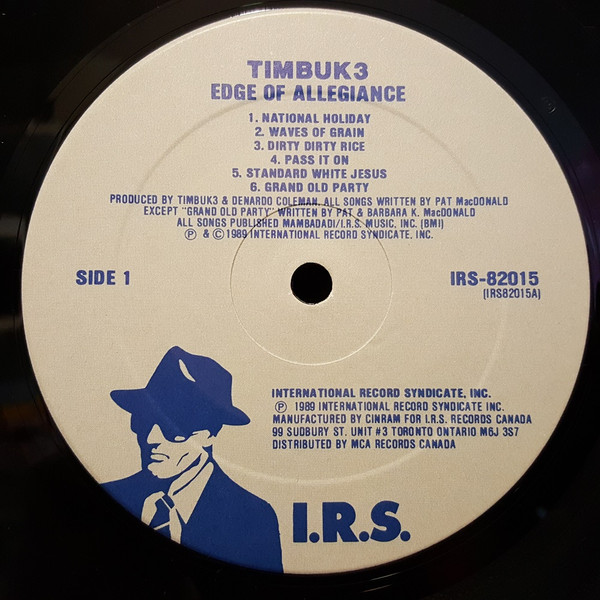 TIMBUK3
EDGE OF ALLEGIANCE
1. NATIONAL HOLIDAY
2. WAVES OF GRAIN
3. DIRTY DIRTY RICE
4. PASS IT ON
5. STANDARD WHITE JESUS
6. GRAND OLD PARTY
PRODUCED BY TIMBUK3 & DENARDO COLEMAN. ALL SONGS WRITTEN BY PAT MacDONALD
EXCEPT "GRAND OLD PARTY" WRITTEN BY PAT & BARBARA K. MacDONALD
ALL SONGS PUBLISHED MAMBADADI/I.R.S. MUSIC, INC. (BMI)
Ⓟ & © 1989 INTERNATIONAL RECORD SYNDICATE, INC.
SIDE 1
IRS-82015
(IRS82015A)
INTERNATIONAL RECORD SYNDICATE, INC.
Ⓟ 1989 INTERNATIONAL RECORD SYNDICATE INC.
MANUFACTURED BY CINRAM FOR I.R.S. RECORDS CANADA
99 SUDBURY ST. UNIT #3 TORONTO ONTARIO M6J 3S7
DISTRIBUTED BY MCA RECORDS CANADA
I.R.S.